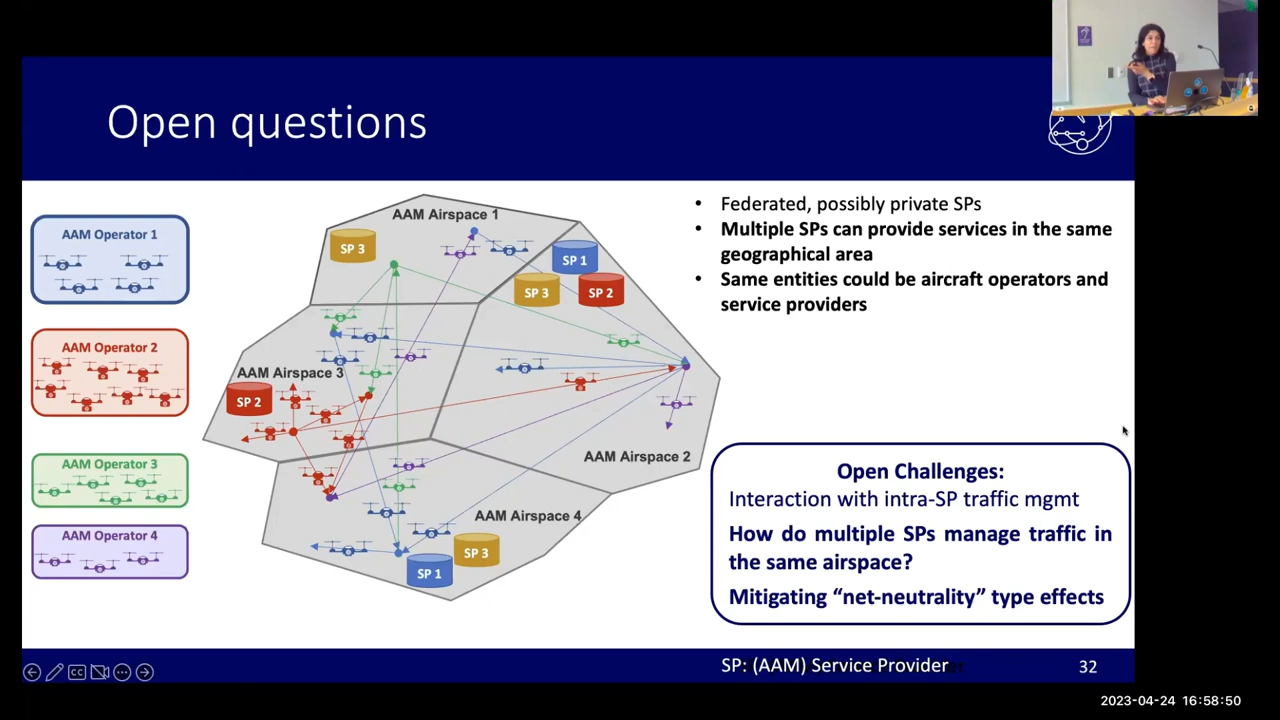 Open questions
AAM Operator 1
AAM Operator 2
AAM Operator 3
AAM Operator 4
AAM Airspace 1
SP 3
SP 1
SP 3
SP 2
AAM Airspace 3
SP 2
AAM Airspace 2
AAM Airspace 4
SP 3
SP 1
• Federated, possibly private SPs
• Multiple SPs can provide services in the same
geographical area
• Same entities could be aircraft operators and
service providers
Open Challenges:
Interaction with intra-SP traffic mgmt
How do multiple SPs manage traffic in
the same airspace?
Mitigating “net-neutrality” type effects
CC
SP: (AAM) Service Provider
32
2023-04-24 16:58:50